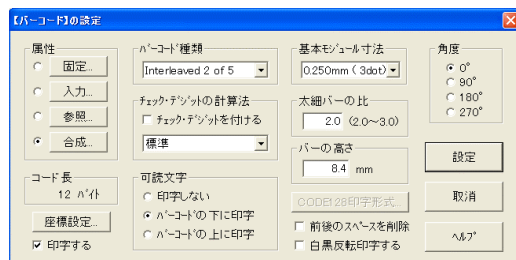 【バーコード】の設定
属性
固定...
入力...
参照...
合成...
コード長
12 バイト
座標設定...
印字する
バーコード種類
Interleaved 2 of 5
チェック・デジットの計算法
チェック・デジットを付ける
標準
可読文字
印字しない
バーコードの下に印字
バーコードの上に印字
基本モジュール寸法
0.250mm ( 3dot)
太細バーの比
2.0 (2.0～3.0)
バーの高さ
8.4 mm
CODE128印字形式...
前後のスペースを削除
白黒反転印字する
角度
0°
90°
180°
270°
設定
取消
ヘルプ